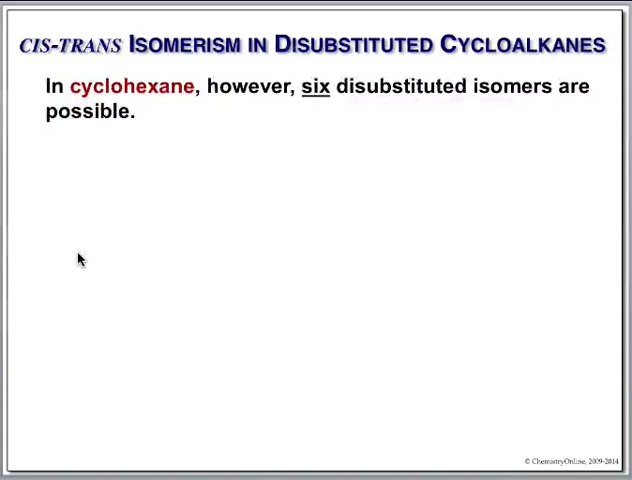 CIS-TRANS ISOMERISM IN DISUBSTITUTED CYCLOALKANES
In cyclohexane, however, six disubstituted isomers are
possible.
© ChemistryOnline, 2009-2014